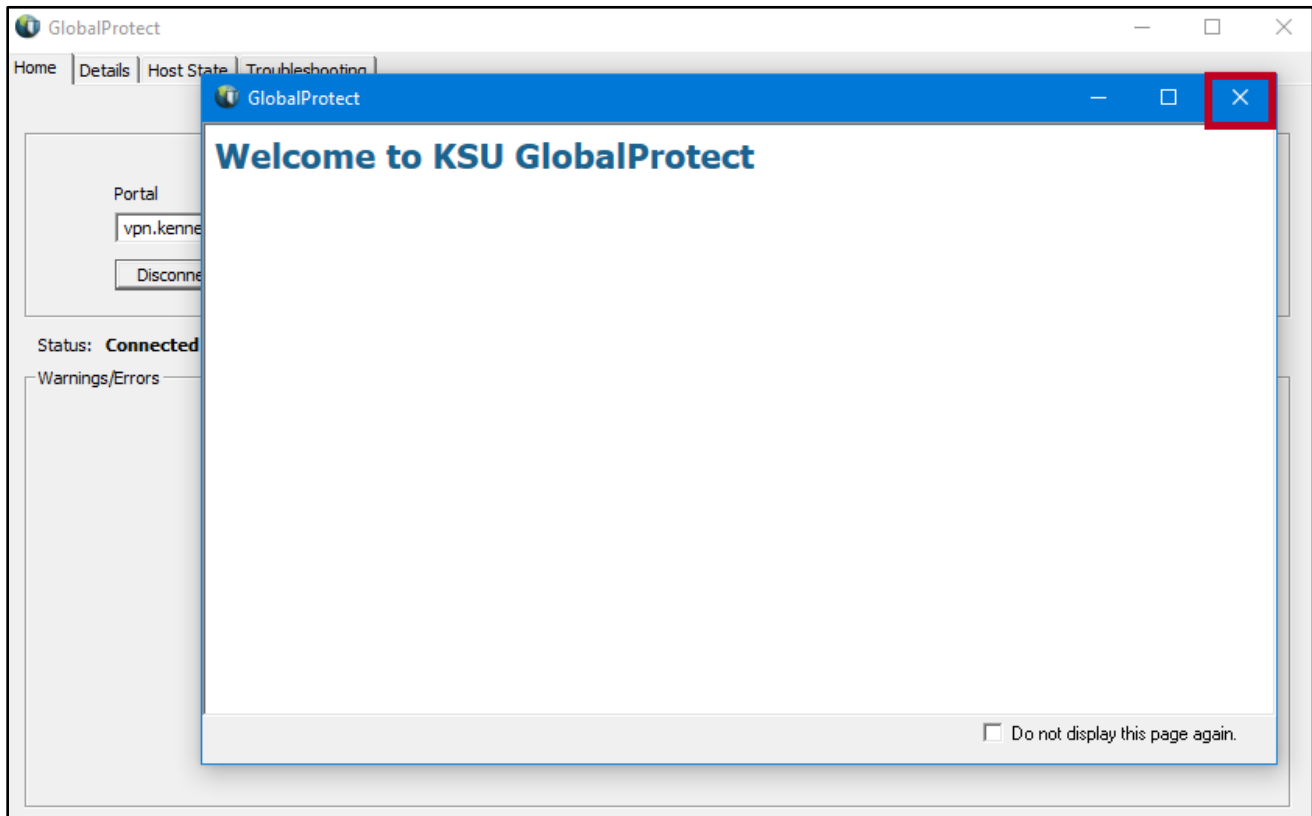 GlobalProtect
Home Details Host State Troubleshooting
GlobalProtect
Welcome to KSU GlobalProtect
Portal
vpn.kenne
Disconne
Status: Connected
Warnings/Errors
Do not display this page again.